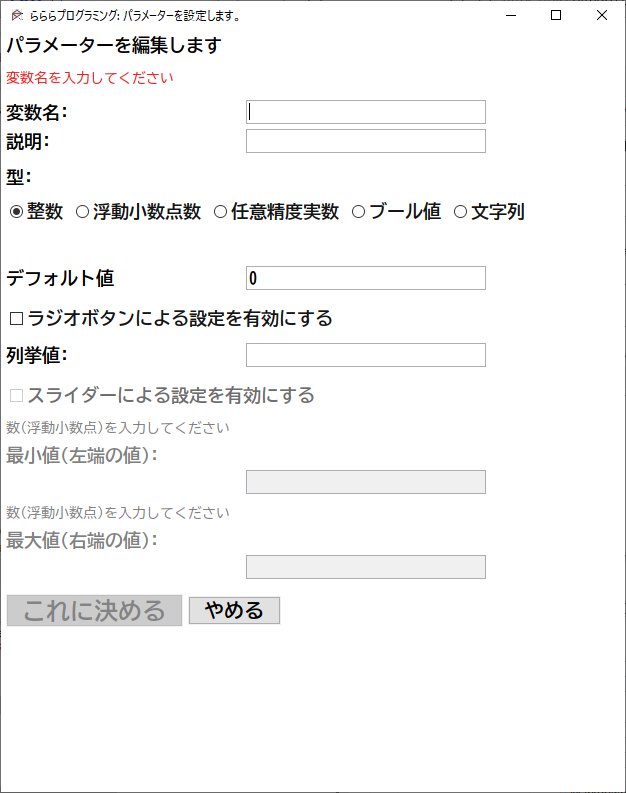 らららプログラミング: パラメーターを設定します。
パラメーターを編集します
変数名を入力してください
変数名:
説明:
型:
整数 浮動小数点数 任意精度実数 ブール値 文字列
デフォルト値 0
ラジオボタンによる設定を有効にする
列挙値:
スライダーによる設定を有効にする
数(浮動小数点)を入力してください
最小値(左端の値):
数(浮動小数点)を入力してください
最大値(右端の値):
これに決める やめる